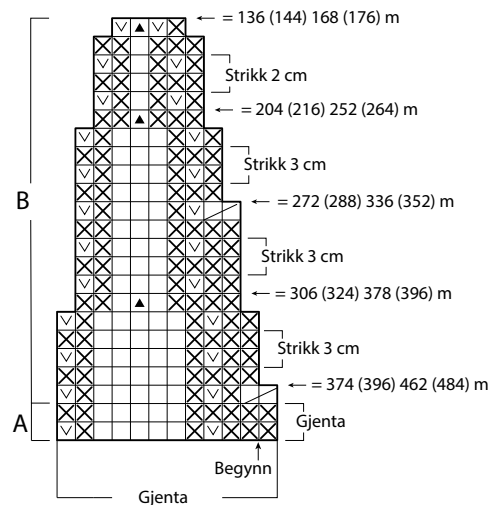 = 136 (144) 168 (176) m
Strikk 2 cm
= 204 (216) 252 (264) m
Strikk 3 cm
B
= 272 (288) 336 (352) m
Strikk 3 cm
= 306 (324) 378 (396) m
Strikk 3 cm
= 374 (396) 462 (484) m
A
Gjenta
Begynn
Gjenta